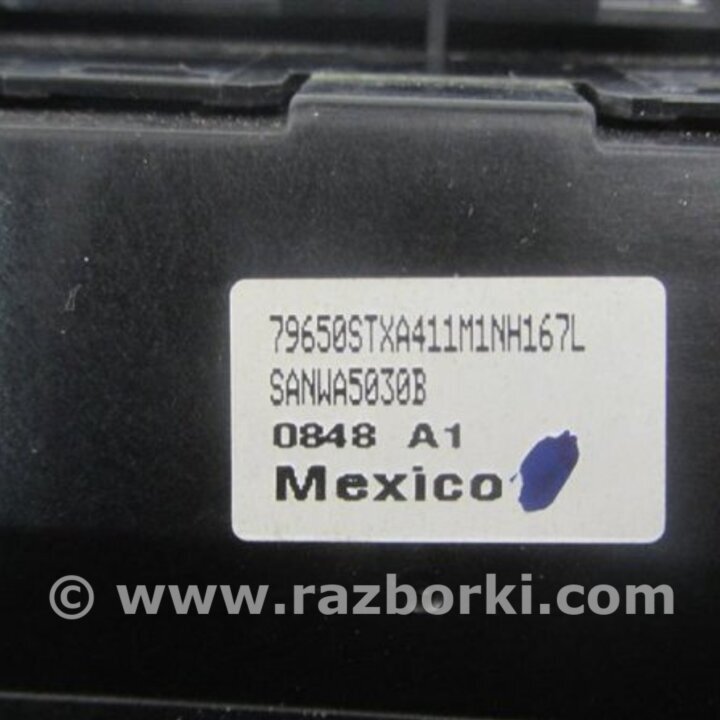 79650STXA411M1NH167L
SANWA5030B
0848 A1
Mexico
© www.razborki.com